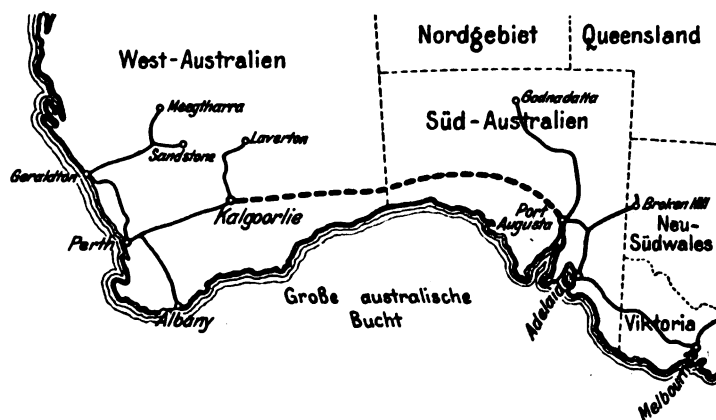 Nordgebiet
Queensland
West-Australien
Meegtharra
Süd-Australien
Laverton
Sandstone
Geraldton
Kalgoorlie
Port
Augusta
Broken Hill
Neu-
Südwales
Perth
Große australische
Bucht
Albany
Adelaide
Viktoria
Melbourne